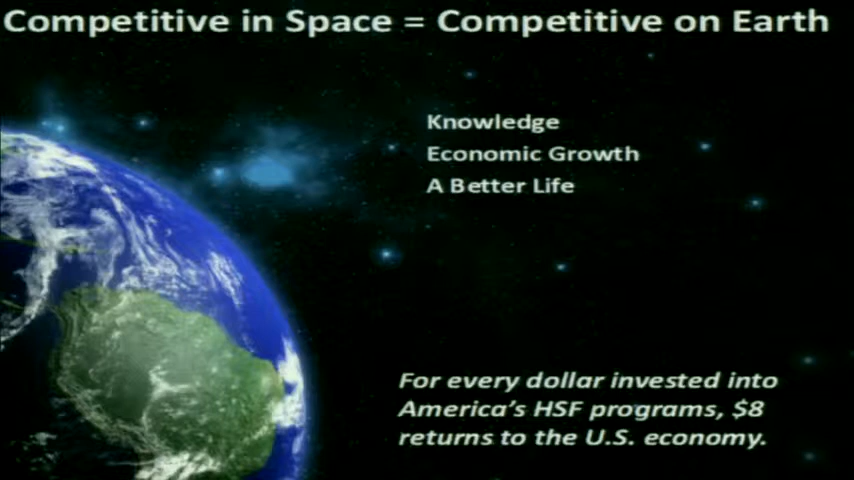 Competitive in Space = Competitive on Earth
Knowledge
Economic Growth
A Better Life
For every dollar invested into
America's HSF programs, $8
returns to the U.S. economy.